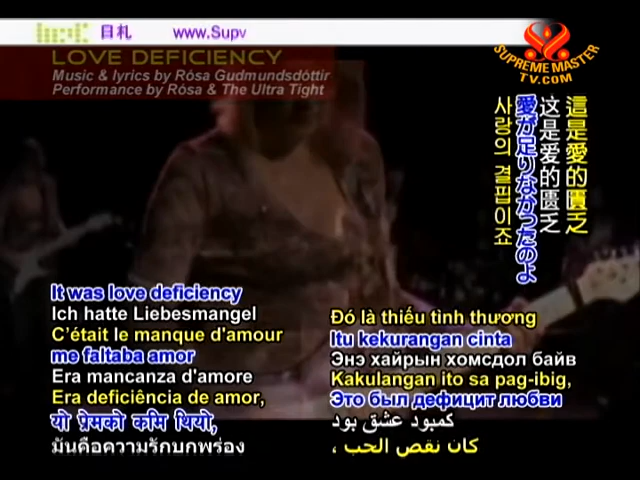 目札 www.Supv
SUPREME MASTER
TV.COM
LOVE DEFICIENCY
Music & lyrics by Rósa Gudmundsdóttir
Performance by Rósa & The Ultra Tight
這是愛的匱乏
这是爱的匮乏
愛が足りなかったのよ
사랑의 결핍이죠
It was love deficiency
Ich hatte Liebesmangel
C'était le manque d'amour
me faltaba amor
Era mancanza d'amore
Era deficiência de amor,
यो प्रेमको कमि थियो,
มันคือความรักบกพร่อง
Đó là thiếu tình thương
Itu kekurangan cinta
Энэ хайрын хомсдол байв
Kakulangan ito sa pag-ibig,
Это был дефицит любви
کمبود عشق بود
كان نقص الحب ،